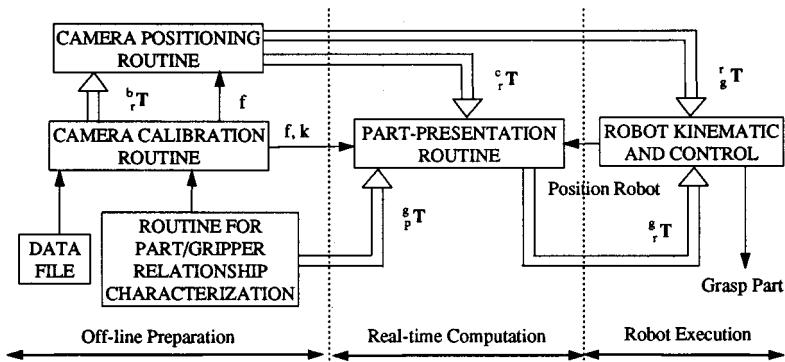 CAMERA POSITIONING
ROUTINE
b
r T
f
c
r T
r
g T
CAMERA CALIBRATION
ROUTINE
f, k
PART-PRESENTATION
ROUTINE
ROBOT KINEMATIC
AND CONTROL
Position Robot
DATA
FILE
ROUTINE FOR
PART/GRIPPER
RELATIONSHIP
CHARACTERIZATION
g
p T
g
r T
Grasp Part
Off-line Preparation
Real-time Computation
Robot Execution